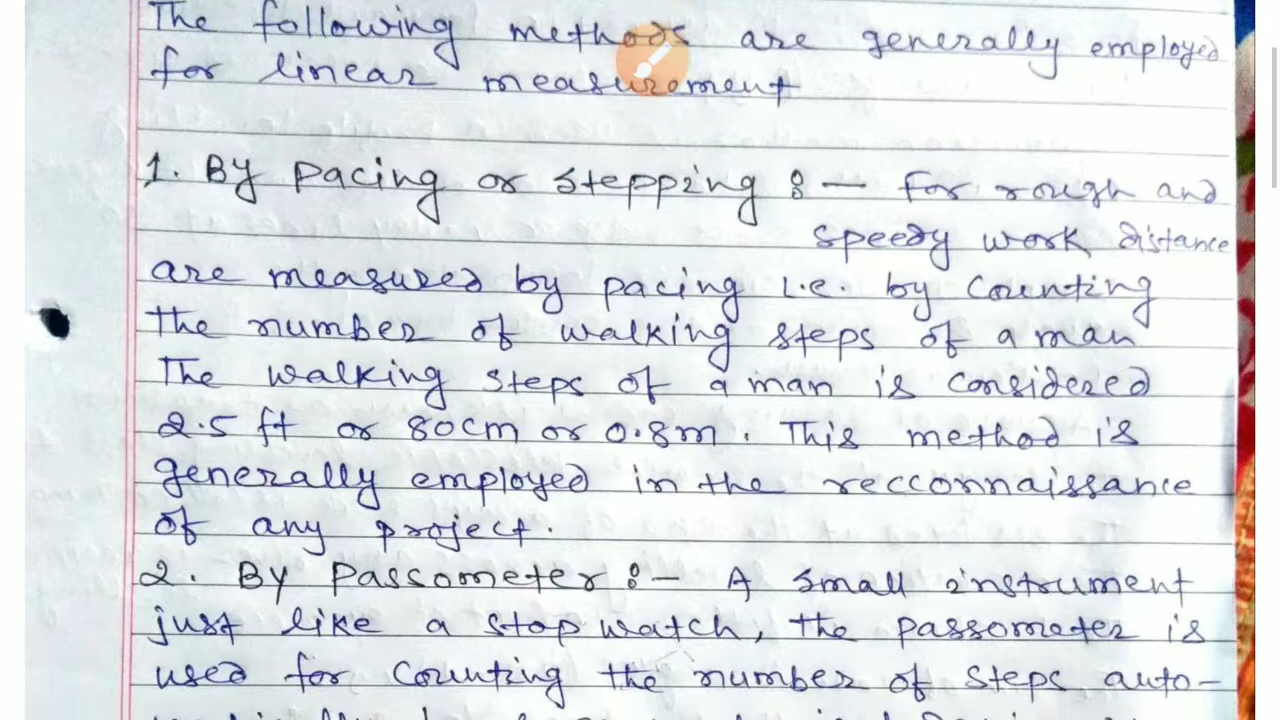 The following methods are generally employed
for linear measurement
1. By Pacing or stepping :— for rough and
speedy work distance
are measured by pacing i.e. by counting
the number of walking steps of a man
The walking steps of a man is considered
2.5 ft or 80cm or 0.8m. This method is
generally employed in the recconnaissance
of any project.
2. By Passometer :— A small instrument
just like a stop watch, the passometer is
used for counting the number of steps auto-